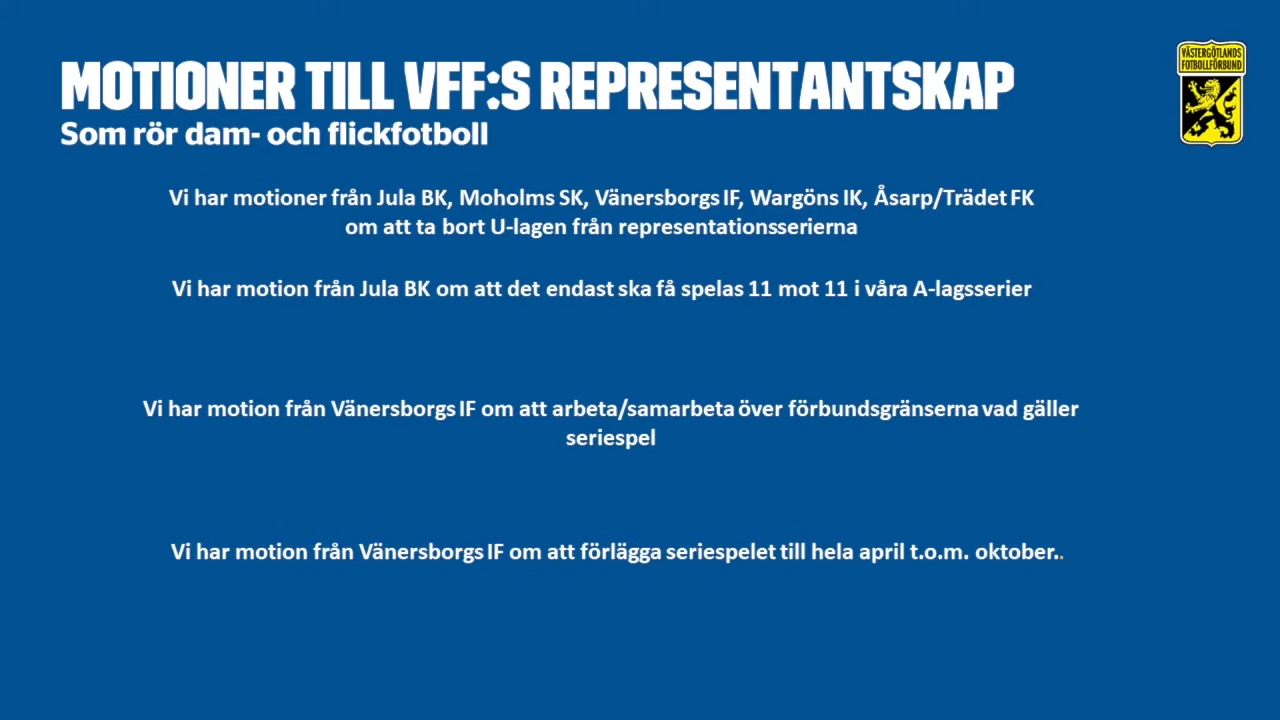 MOTIONER TILL VFF:S REPRESENTANTSKAP
Som rör dam- och flickfotboll
VÄSTERGÖTLANDS
FOTBOLLFÖRBUND
Vi har motioner från Jula BK, Moholms SK, Vänersborgs IF, Wargöns IK, Åsarp/Trädet FK
om att ta bort U-lagen från representationsserierna
Vi har motion från Jula BK om att det endast ska få spelas 11 mot 11 i våra A-lagsserier
Vi har motion från Vänersborgs IF om att arbeta/samarbeta över förbundsgränserna vad gäller
seriespel
Vi har motion från Vänersborgs IF om att förlägga seriespelet till hela april t.o.m. oktober..